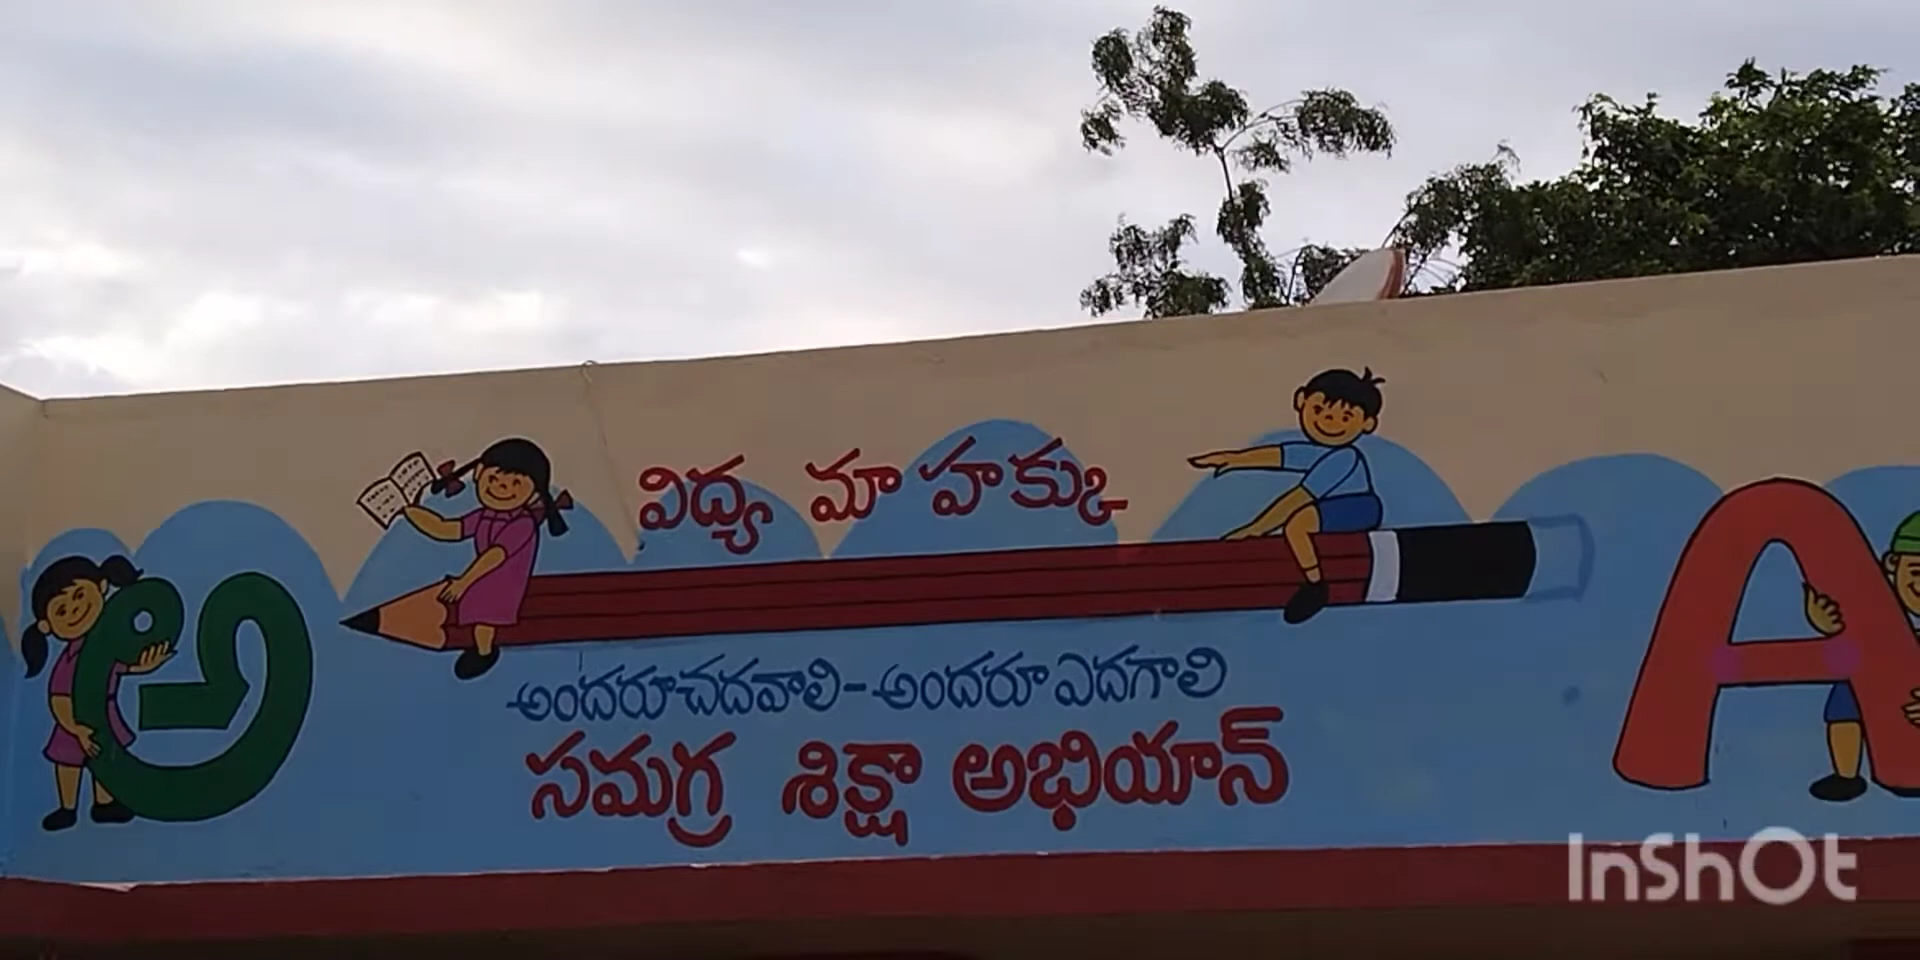 విద్య మా హక్కు
అ
A
అందరూ చదవాలి - అందరూ ఎదగాలి
సమగ్ర శిక్షా అభియాన్
InShOt